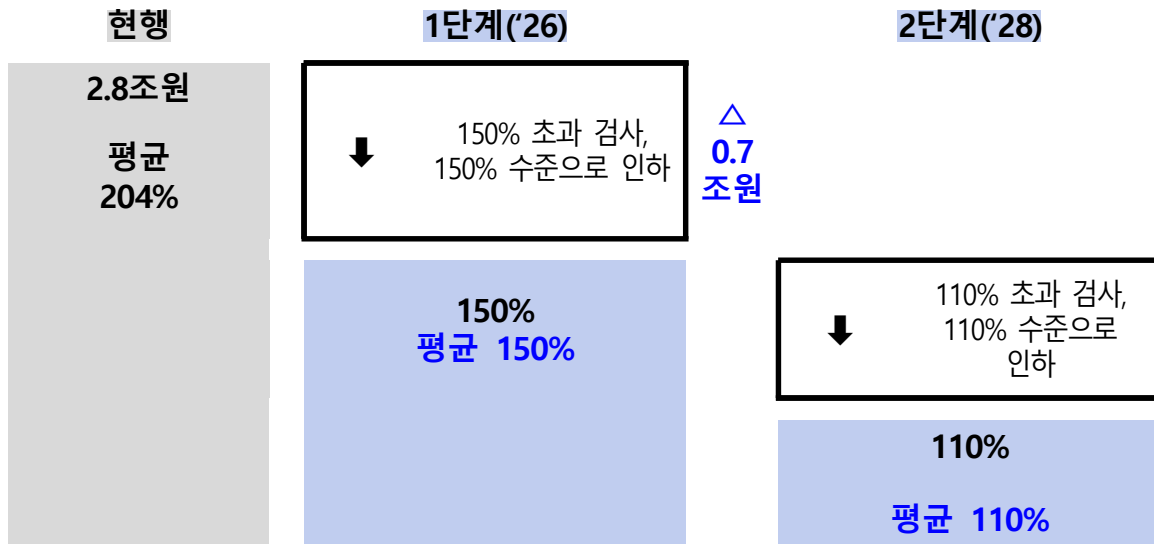 현행
1단계(‘26)
2단계(‘28)
2.8조원
평균
204%
150% 초과 검사,
150% 수준으로 인하
△
0.7
조원
150%
평균 150%
110% 초과 검사,
110% 수준으로
인하
110%
평균 110%